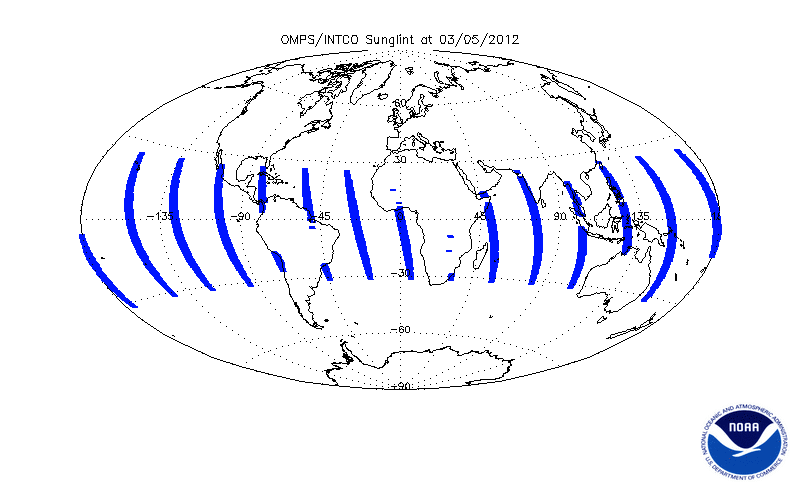 OMPS/INTCO Sunglint at 03/05/2012
60
30
-135 -90 -45 0 45 90 135
-30
-60
+90
NATIONAL OCEANIC AND ATMOSPHERIC ADMINISTRATION
NOAA
U.S. DEPARTMENT OF COMMERCE